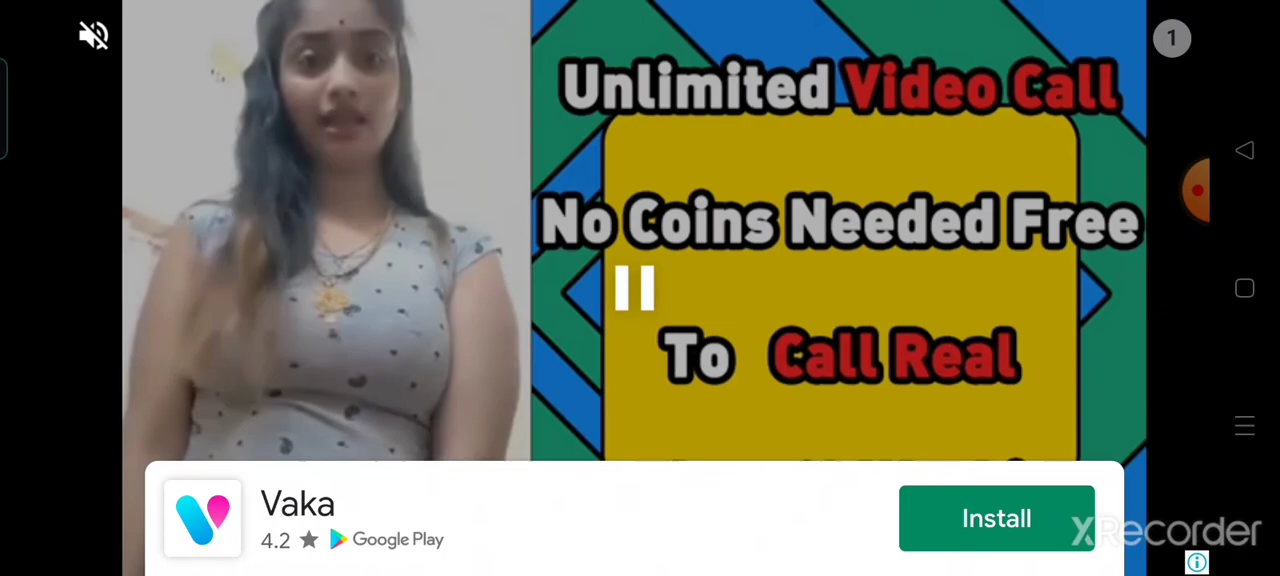 1
Unlimited Video Call
No Coins Needed Free
To Call Real
Vaka
4.2 ★ Google Play
Install
XRecorder